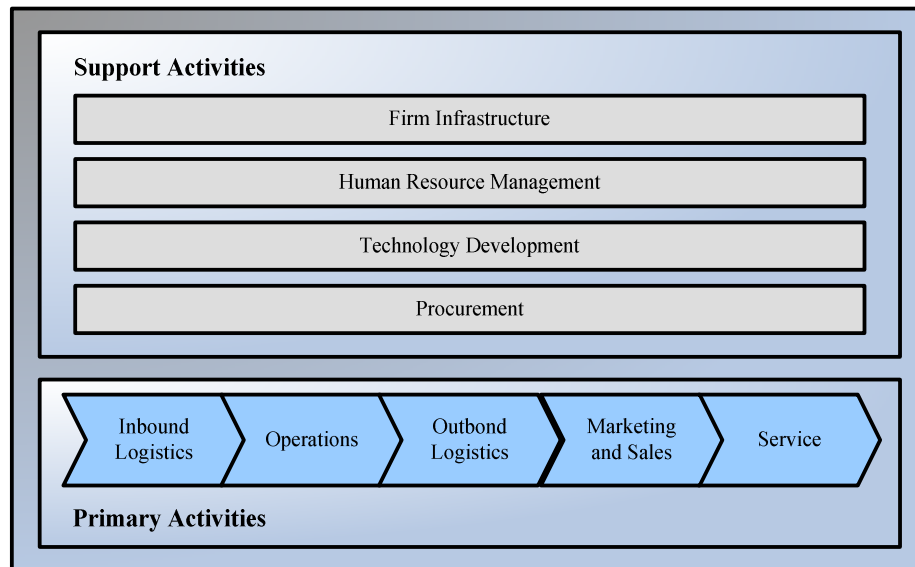 Support Activities
Firm Infrastructure
Human Resource Management
Technology Development
Procurement
Inbound
Logistics
Operations
Outbond
Logistics
Marketing
and Sales
Service
Primary Activities